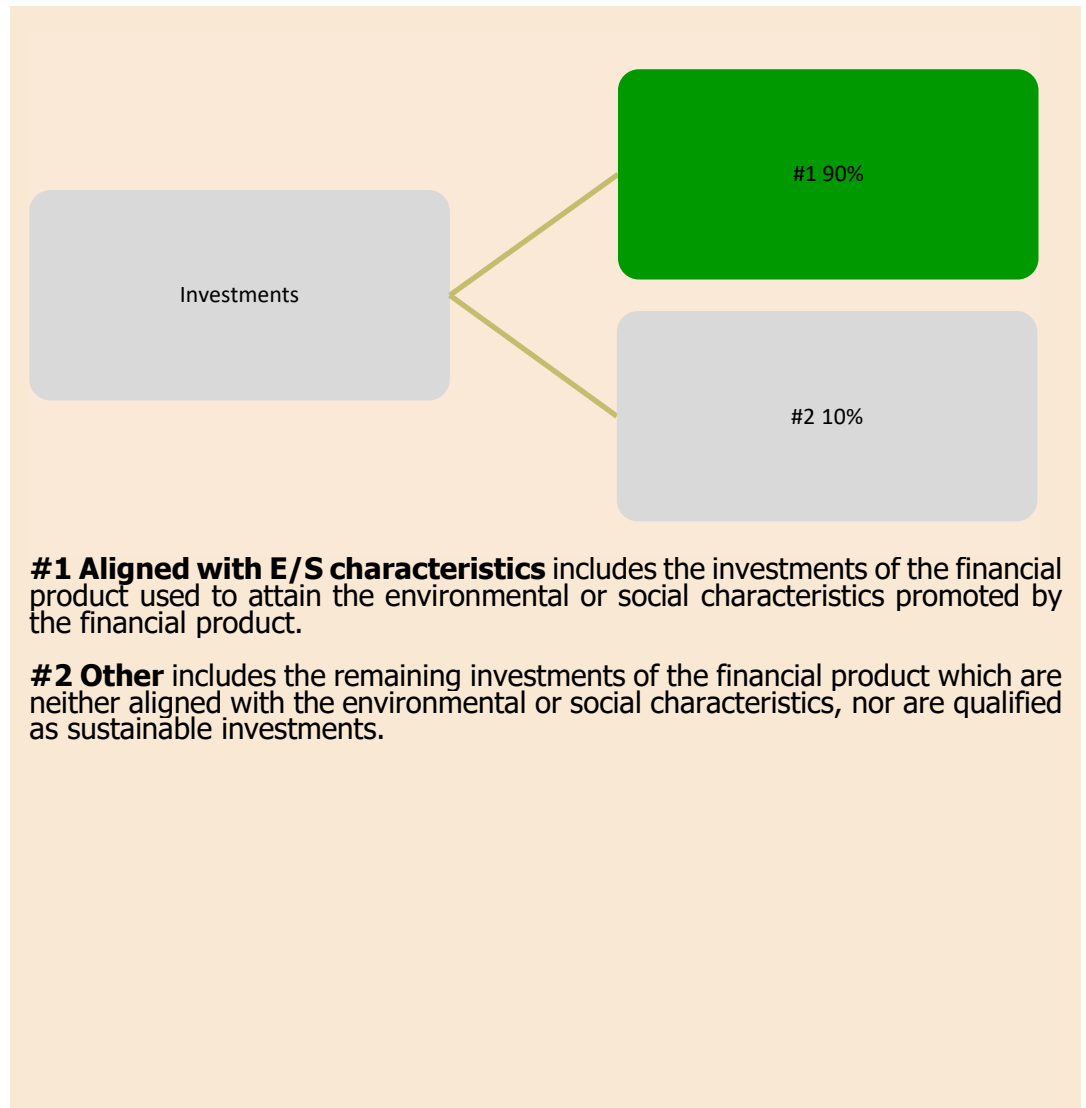 #1 90%
Investments
#2 10%
#1 Aligned with E/S characteristics includes the investments of the financial
product used to attain the environmental or social characteristics promoted by
the financial product.
#2 Other includes the remaining investments of the financial product which are
neither aligned with the environmental or social characteristics, nor are qualified
as sustainable investments.